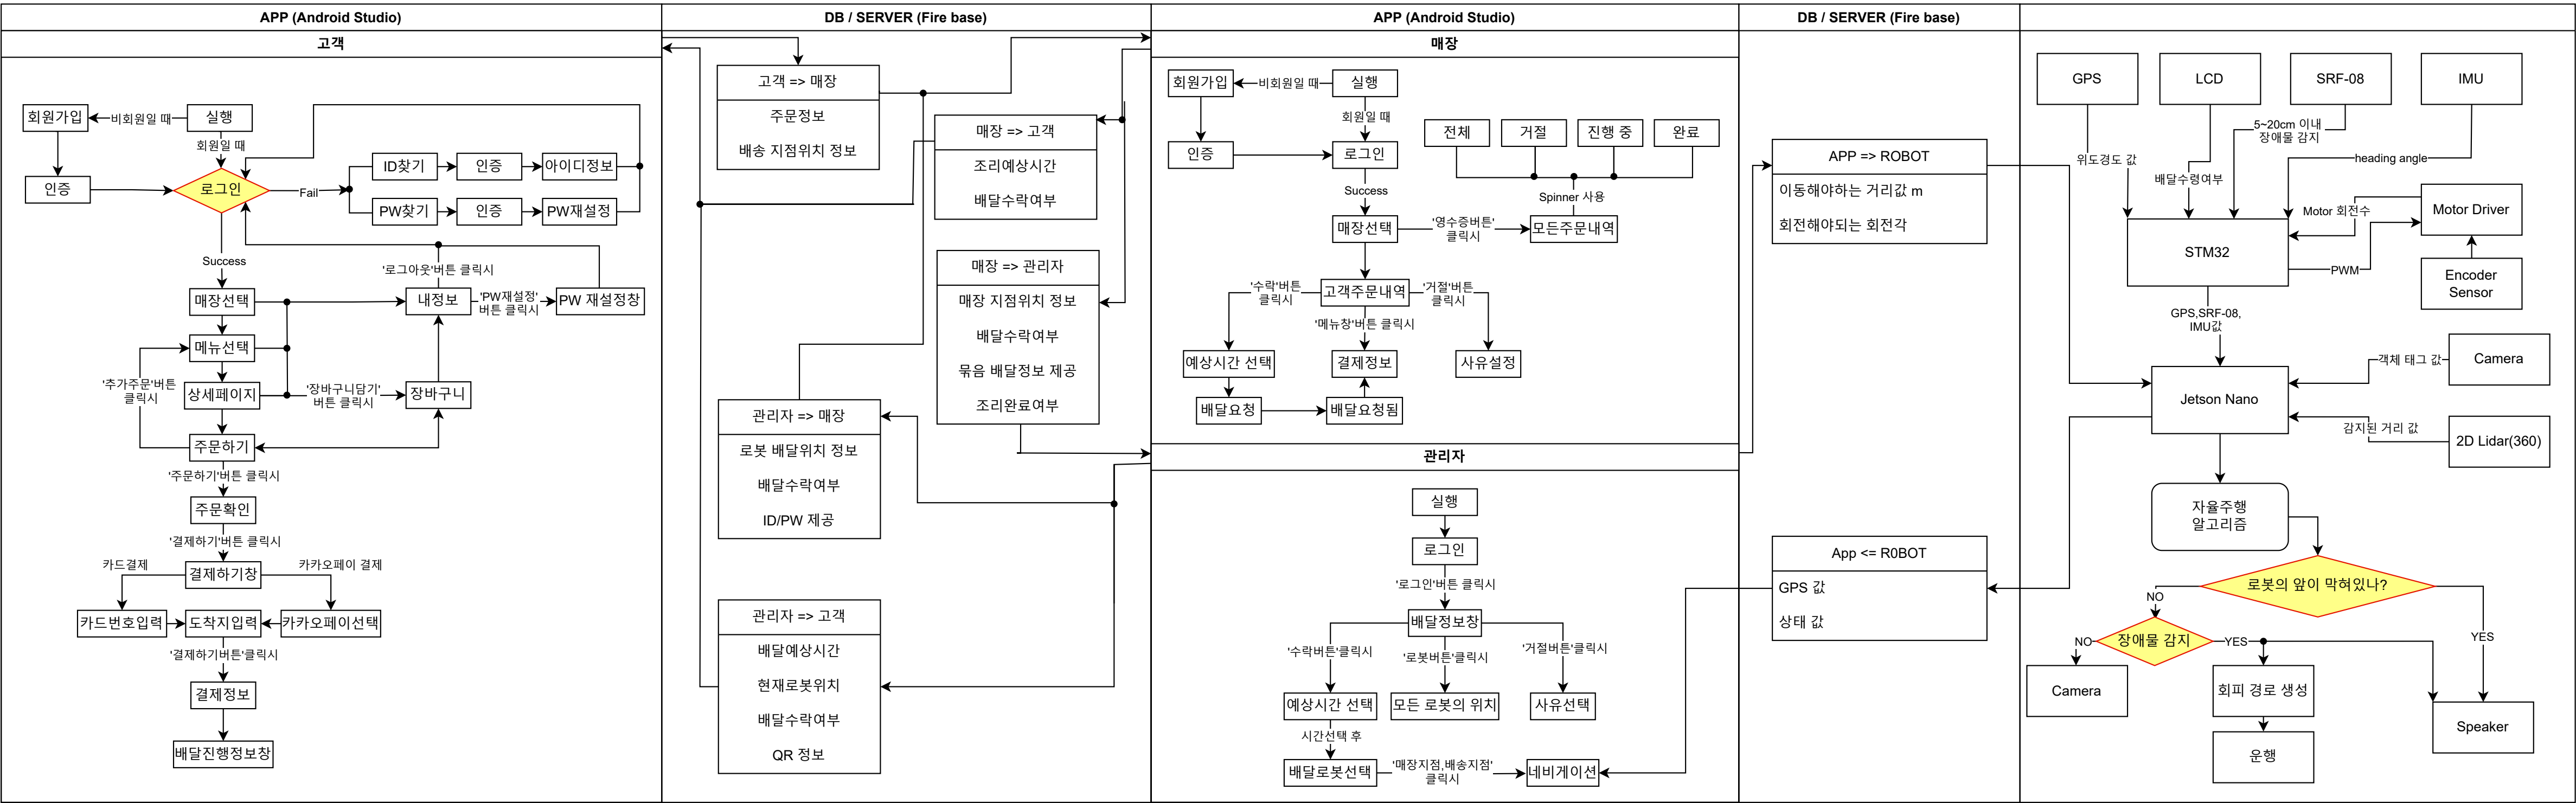 APP (Android Studio)
고객
회원가입
비회원일 때
실행
회원일 때
인증
로그인
Fail
ID찾기
인증
아이디정보
PW찾기
인증
PW재설정
Success
'로그아웃'버튼 클릭시
매장선택
내정보
'PW재설정'
버튼 클릭시
PW 재설정창
메뉴선택
'추가주문'버튼
클릭시
상세페이지
'장바구니담기'
버튼 클릭시
장바구니
주문하기
'주문하기'버튼 클릭시
주문확인
'결제하기'버튼 클릭시
카드결제
결제하기창
카카오페이 결제
카드번호입력
도착지입력
카카오페이선택
'결제하기버튼'클릭시
결제정보
배달진행정보창
DB / SERVER (Fire base)
고객 => 매장
주문정보
배송 지점위치 정보
매장 => 고객
조리예상시간
배달수락여부
매장 => 관리자
매장 지점위치 정보
배달수락여부
묶음 배달정보 제공
조리완료여부
관리자 => 매장
로봇 배달위치 정보
배달수락여부
ID/PW 제공
관리자 => 고객
배달예상시간
현재로봇위치
배달수락여부
QR 정보
APP (Android Studio)
매장
회원가입
비회원일 때
실행
회원일 때
인증
로그인
전체
거절
진행 중
완료
Success
Spinner 사용
매장선택
'영수증버튼'
클릭시
모든주문내역
'수락'버튼
클릭시
고객주문내역
'거절'버튼
클릭시
'메뉴창'버튼 클릭시
예상시간 선택
결제정보
사유설정
배달요청
배달요청됨
관리자
실행
로그인
'로그인'버튼 클릭시
배달정보창
'수락버튼'클릭시
'로봇버튼'클릭시
'거절버튼'클릭시
예상시간 선택
모든 로봇의 위치
사유선택
시간선택 후
배달로봇선택
'매장지점,배송지점'
클릭시
네비게이션
DB / SERVER (Fire base)
APP => ROBOT
이동해야하는 거리값 m
회전해야되는 회전각
App <= R0BOT
GPS 값
상태 값
GPS
LCD
SRF-08
IMU
위도경도 값
배달수령여부
5~20cm 이내
장애물 감지
heading angle
STM32
Motor 회전수
Motor Driver
PWM
Encoder
Sensor
GPS,SRF-08,
IMU값
Jetson Nano
객체 태그 값
Camera
감지된 거리 값
2D Lidar(360)
자율주행
알고리즘
로봇의 앞이 막혀있나?
NO
YES
장애물 감지
NO
YES
Camera
회피 경로 생성
Speaker
운행